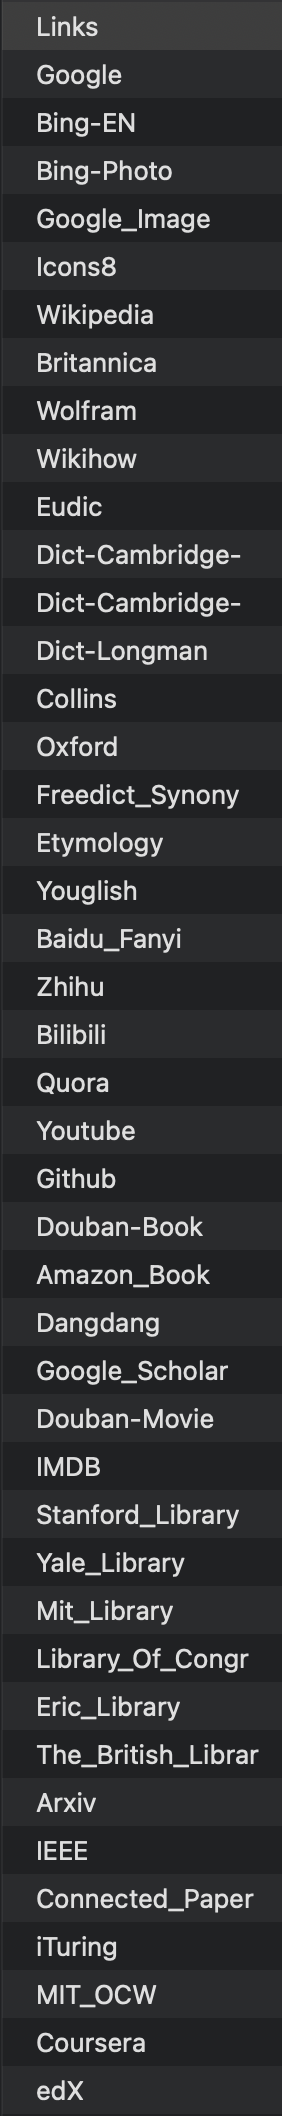 Links
Google
Bing-EN
Bing-Photo
Google_Image
Icons8
Wikipedia
Britannica
Wolfram
Wikihow
Eudic
Dict-Cambridge-
Dict-Cambridge-
Dict-Longman
Collins
Oxford
Freedict_Synony
Etymology
Youglish
Baidu_Fanyi
Zhihu
Bilibili
Quora
Youtube
Github
Douban-Book
Amazon_Book
Dangdang
Google_Scholar
Douban-Movie
IMDB
Stanford_Library
Yale_Library
Mit_Library
Library_Of_Congr
Eric_Library
The_British_Librar
Arxiv
IEEE
Connected_Paper
iTuring
MIT_OCW
Coursera
edX